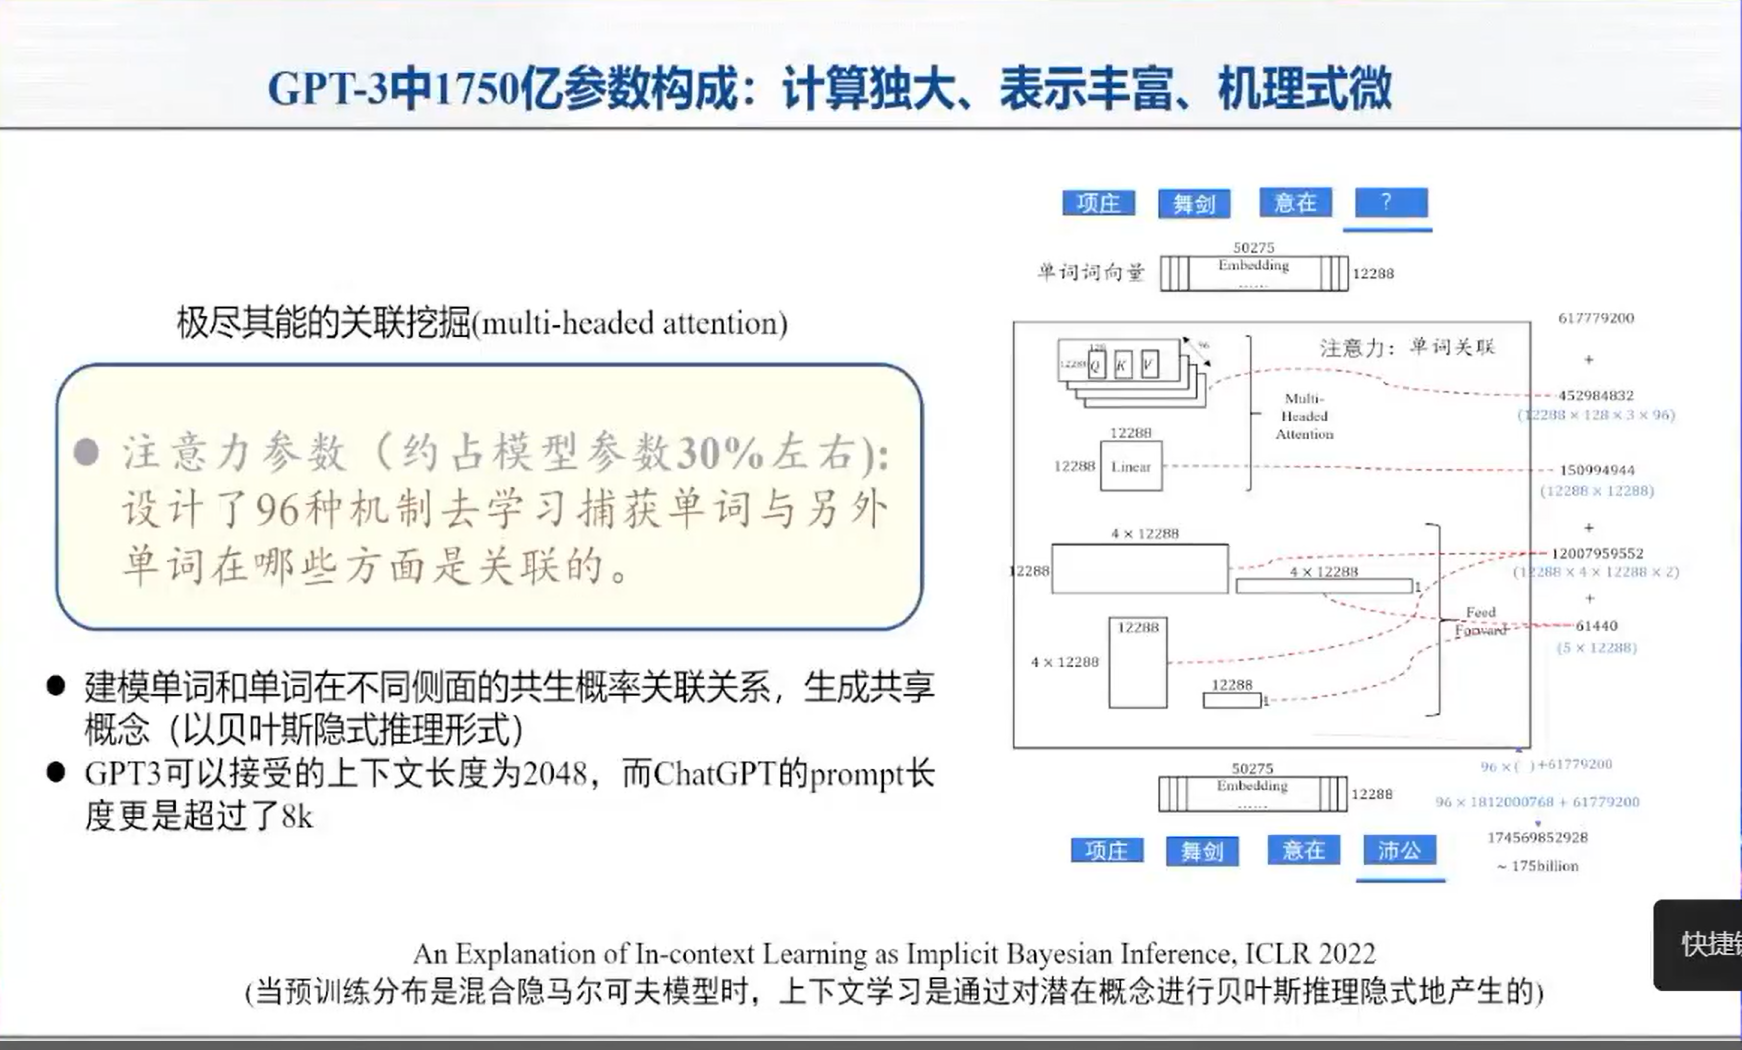 GPT-3中1750亿参数构成：计算独大、表示丰富、机理式微
极尽其能的关联挖掘(multi-headed attention)
● 注意力参数（约占模型参数30%左右):
设计了96种机制去学习捕获单词与另外
单词在哪些方面是关联的。
● 建模单词和单词在不同侧面的共生概率关联关系，生成共享
概念（以贝叶斯隐式推理形式）
● GPT3可以接受的上下文长度为2048，而ChatGPT的prompt长
度更是超过了8k
项庄 舞剑 意在 ?
50275
单词词向量 Embedding 12288
......
617779200
+
注意力：单词关联
128 96
12288 Q K V
452984832
(12288 × 128 × 3 × 96)
Multi-
Headed
Attention
12288
12288 Linear
150994944
(12288 × 12288)
+
4 × 12288
12288
12007959552
4 × 12288
1
(12288 × 4 × 12288 × 2)
+
Feed
Forward
12288
4 × 12288
61440
(5 × 12288)
12288
1
96 × ( ) +61779200
50275
Embedding 12288
......
96 × 1812000768 + 61779200
174569852928
~ 175billion
项庄 舞剑 意在 沛公
An Explanation of In-context Learning as Implicit Bayesian Inference, ICLR 2022
(当预训练分布是混合隐马尔可夫模型时，上下文学习是通过对潜在概念进行贝叶斯推理隐式地产生的)
快捷